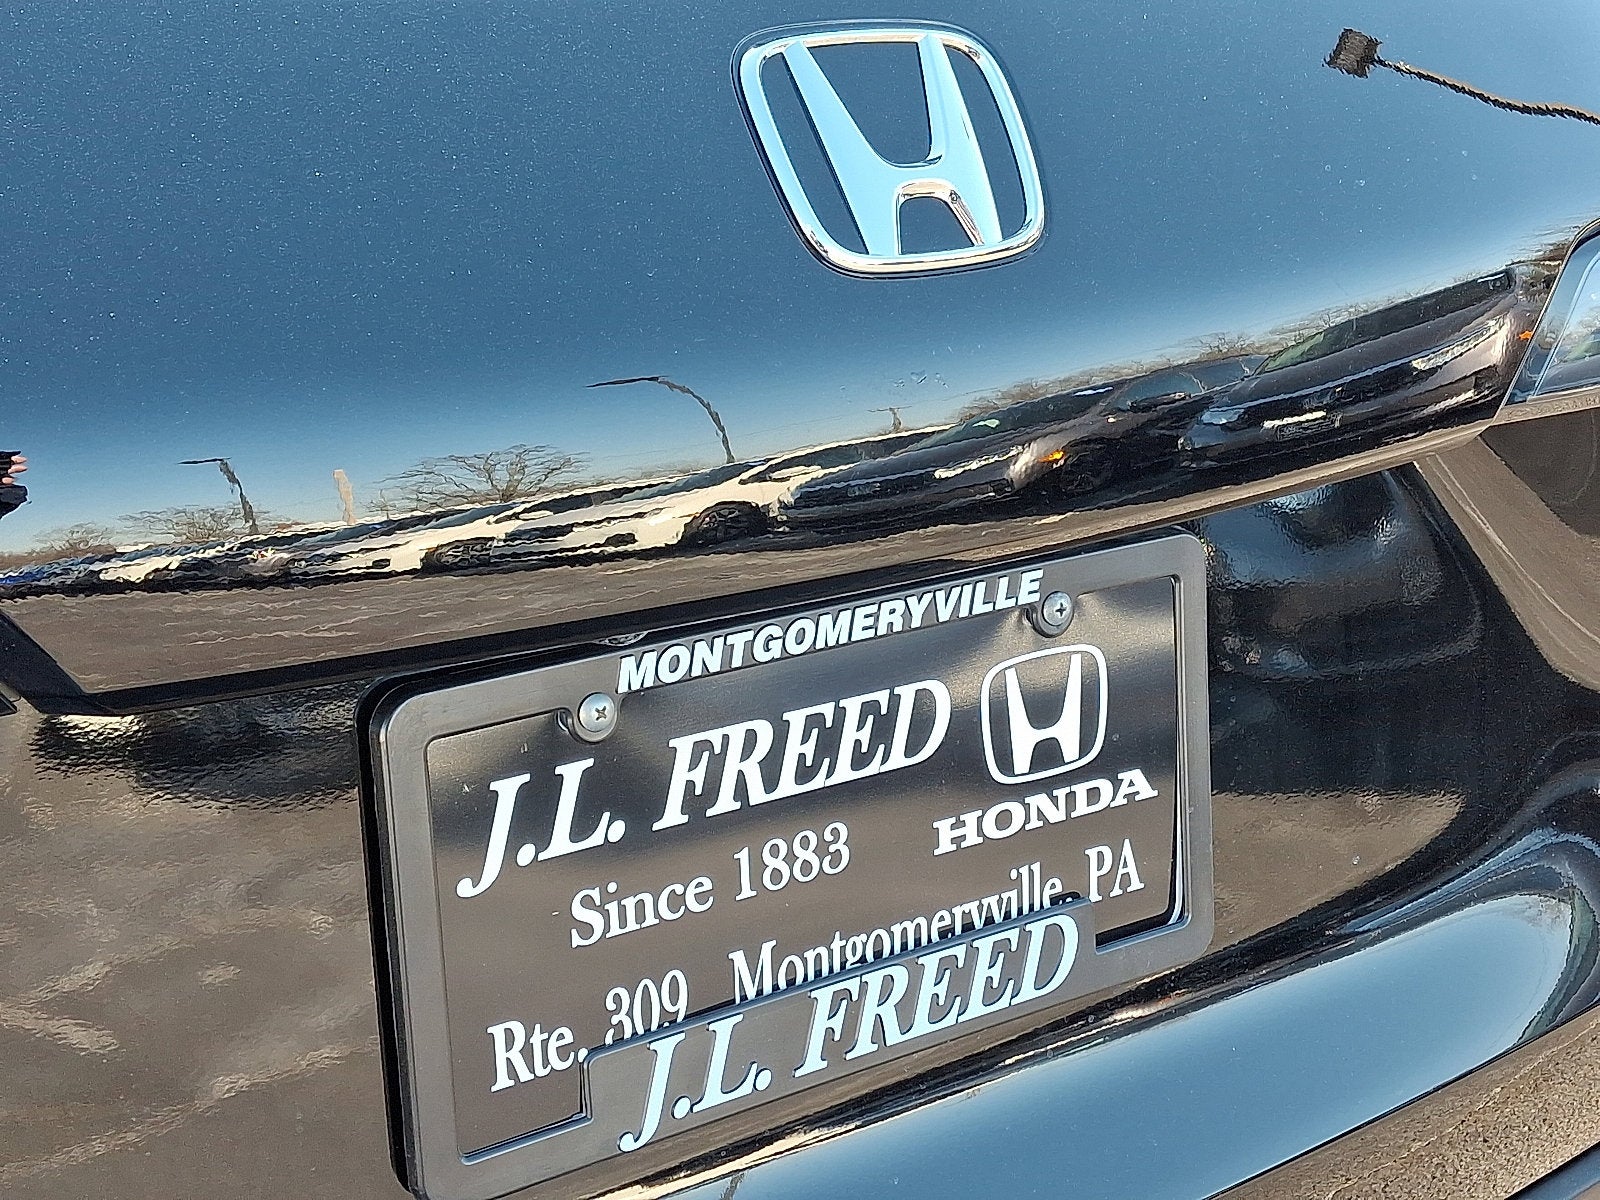 MONTGOMERYVILLE
J.L. FREED
HONDA
Since 1883
Rte. 309 Montgomeryville, PA
J.L. FREED